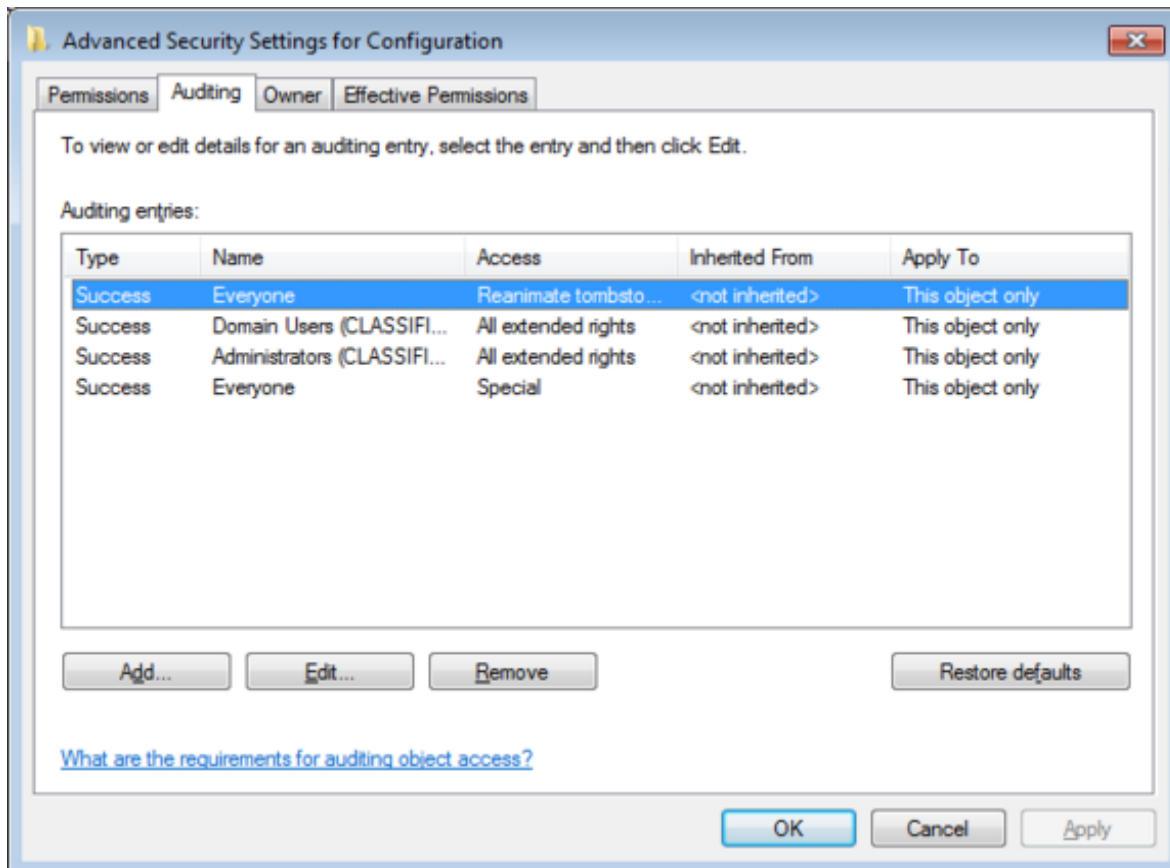 Advanced Security Settings for Configuration
Permissions Auditing Owner Effective Permissions
To view or edit details for an auditing entry, select the entry and then click Edit.
Auditing entries:
Type Name Access Inherited From Apply To
Success Everyone Reanimate tombsto... <not inherited> This object only
Success Domain Users (CLASSIFI... All extended rights <not inherited> This object only
Success Administrators (CLASSIFI... All extended rights <not inherited> This object only
Success Everyone Special <not inherited> This object only
Add... Edit... Remove Restore defaults
What are the requirements for auditing object access?
OK Cancel Apply